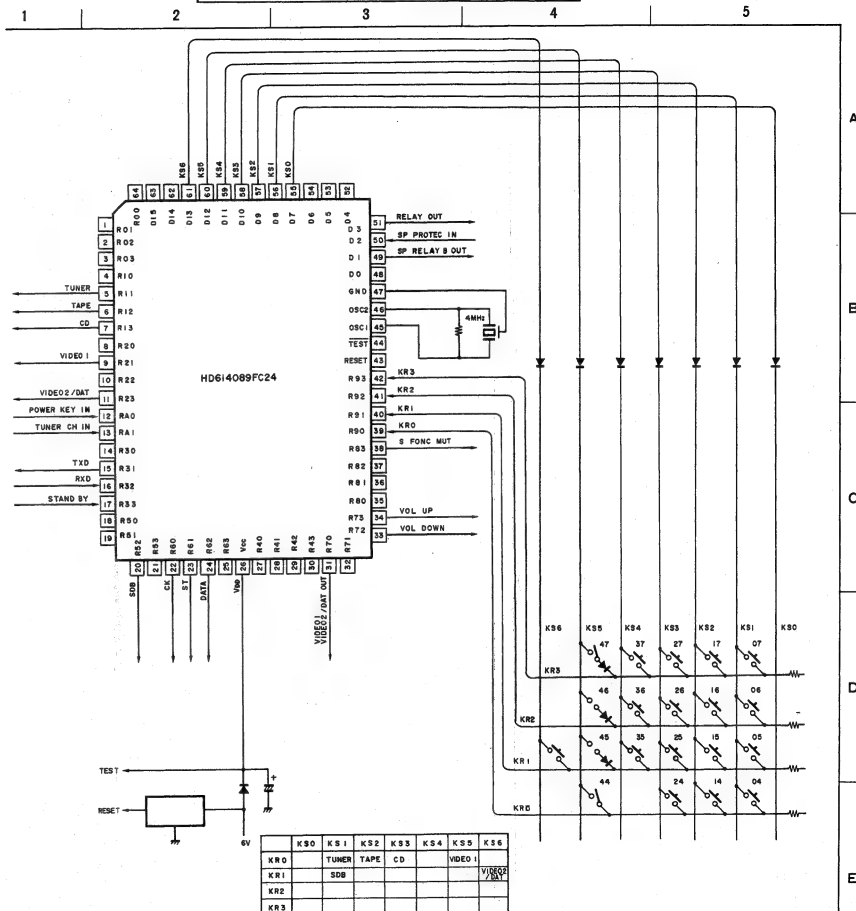 1 2 3 4 5
A
B
C
D
E
KS6 KS5 KS4 KS3 KS2 KS1 KS0
64 63 62 61 60 59 58 57 56 55 54 53 52
R00 D15 D14 D13 D12 D11 D10 D9 D8 D7 D6 D5 D4
1 R01
2 R02
3 R03
4 R10
TUNER 5 R11
TAPE 6 R12
CD 7 R13
8 R20
VIDEO 1 9 R21
10 R22
VIDEO2/DAT 11 R23
POWER KEY IN 12 RA0
TUNER CH IN 13 RA1
14 R30
TXD 15 R31
RXD 16 R32
STAND BY 17 R33
18 R50
19 R51
HD614089FC24
D3 51 RELAY OUT
D2 50 SP PROTEC IN
D1 49 SP RELAY B OUT
D0 48
GND 47
OSC2 46
OSC1 45
4MHz
TEST 44
RESET 43
R93 42 KR3
R92 41 KR2
R91 40 KR1
R90 39 KR0
R83 38 S FONC MUT
R82 37
R81 36
R80 35
R73 34 VOL UP
R72 33 VOL DOWN
R52 R53 R60 R61 R62 R63 Vcc R40 R41 R42 R43 R70 R71
20 21 22 23 24 25 26 27 28 29 30 31 32
SDB CK ST DATA VDD
VIDEO1
VIDEO2/DAT OUT
KS6 KS5 KS4 KS3 KS2 KS1 KS0
47 37 27 17 07
KR3
46 36 26 16 06
KR2
45 35 25 15 05
KR1
44 24 14 04
KR0
TEST
+
RESET
6V
KS0 KS1 KS2 KS3 KS4 KS5 KS6
KR0 TUNER TAPE CD VIDEO 1
KR1 SDB VIDEO2/DAT
KR2
KR3